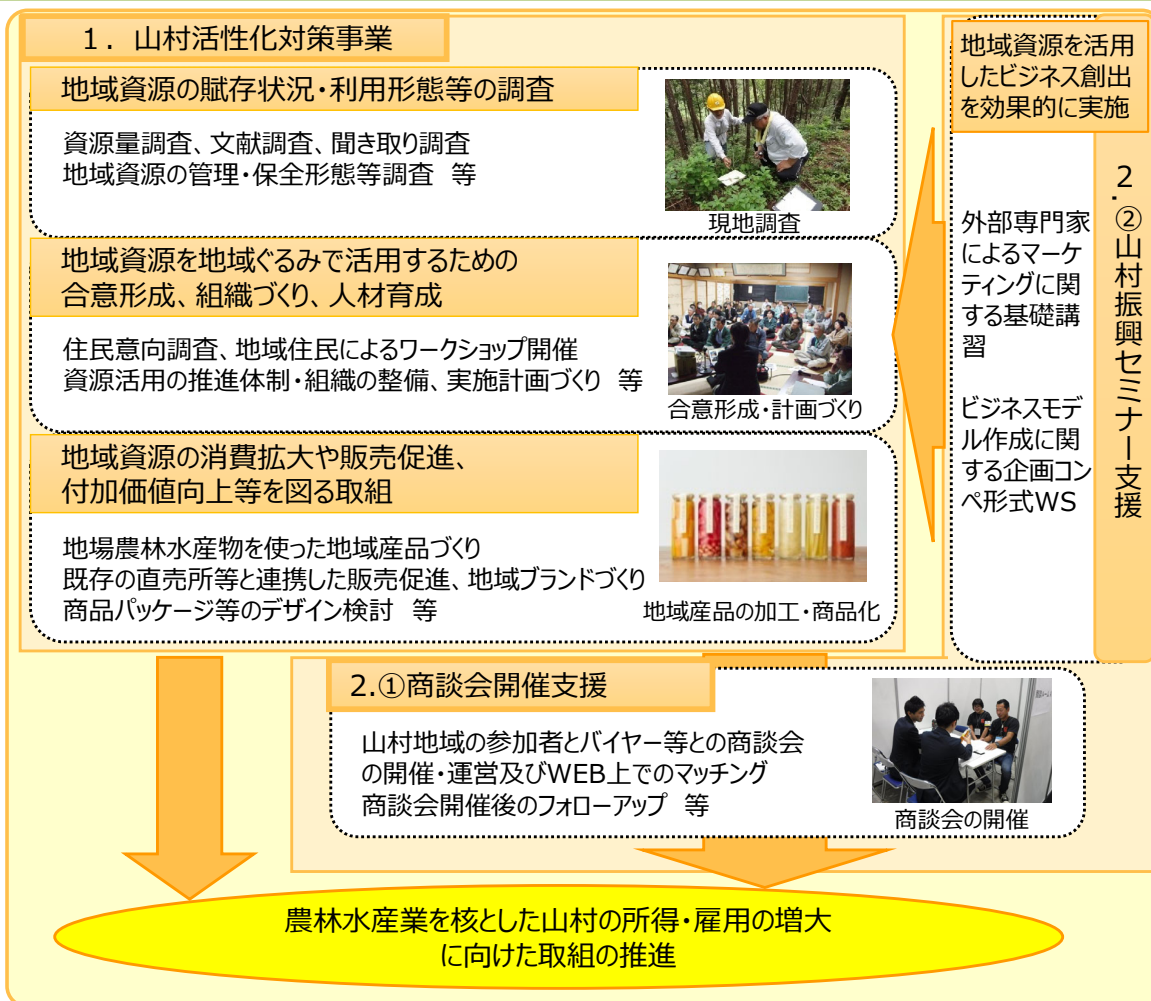 1．山村活性化対策事業
地域資源の賦存状況・利用形態等の調査
資源量調査、文献調査、聞き取り調査
地域資源の管理・保全形態等調査　等
現地調査
地域資源を地域ぐるみで活用するための
合意形成、組織づくり、人材育成
住民意向調査、地域住民によるワークショップ開催
資源活用の推進体制・組織の整備、実施計画づくり　等
合意形成・計画づくり
地域資源の消費拡大や販売促進、
付加価値向上等を図る取組
地場農林水産物を使った地域産品づくり
既存の直売所等と連携した販売促進、地域ブランドづくり
商品パッケージ等のデザイン検討　等
地域産品の加工・商品化
地域資源を活用
したビジネス創出
を効果的に実施
2.②山村振興セミナー支援
外部専門家
によるマーケ
ティングに関
する基礎講
習
ビジネスモデ
ル作成に関
する企画コン
ペ形式WS
2.①商談会開催支援
山村地域の参加者とバイヤー等との商談会
の開催・運営及びWEB上でのマッチング
商談会開催後のフォローアップ　等
商談会の開催
農林水産業を核とした山村の所得・雇用の増大
に向けた取組の推進